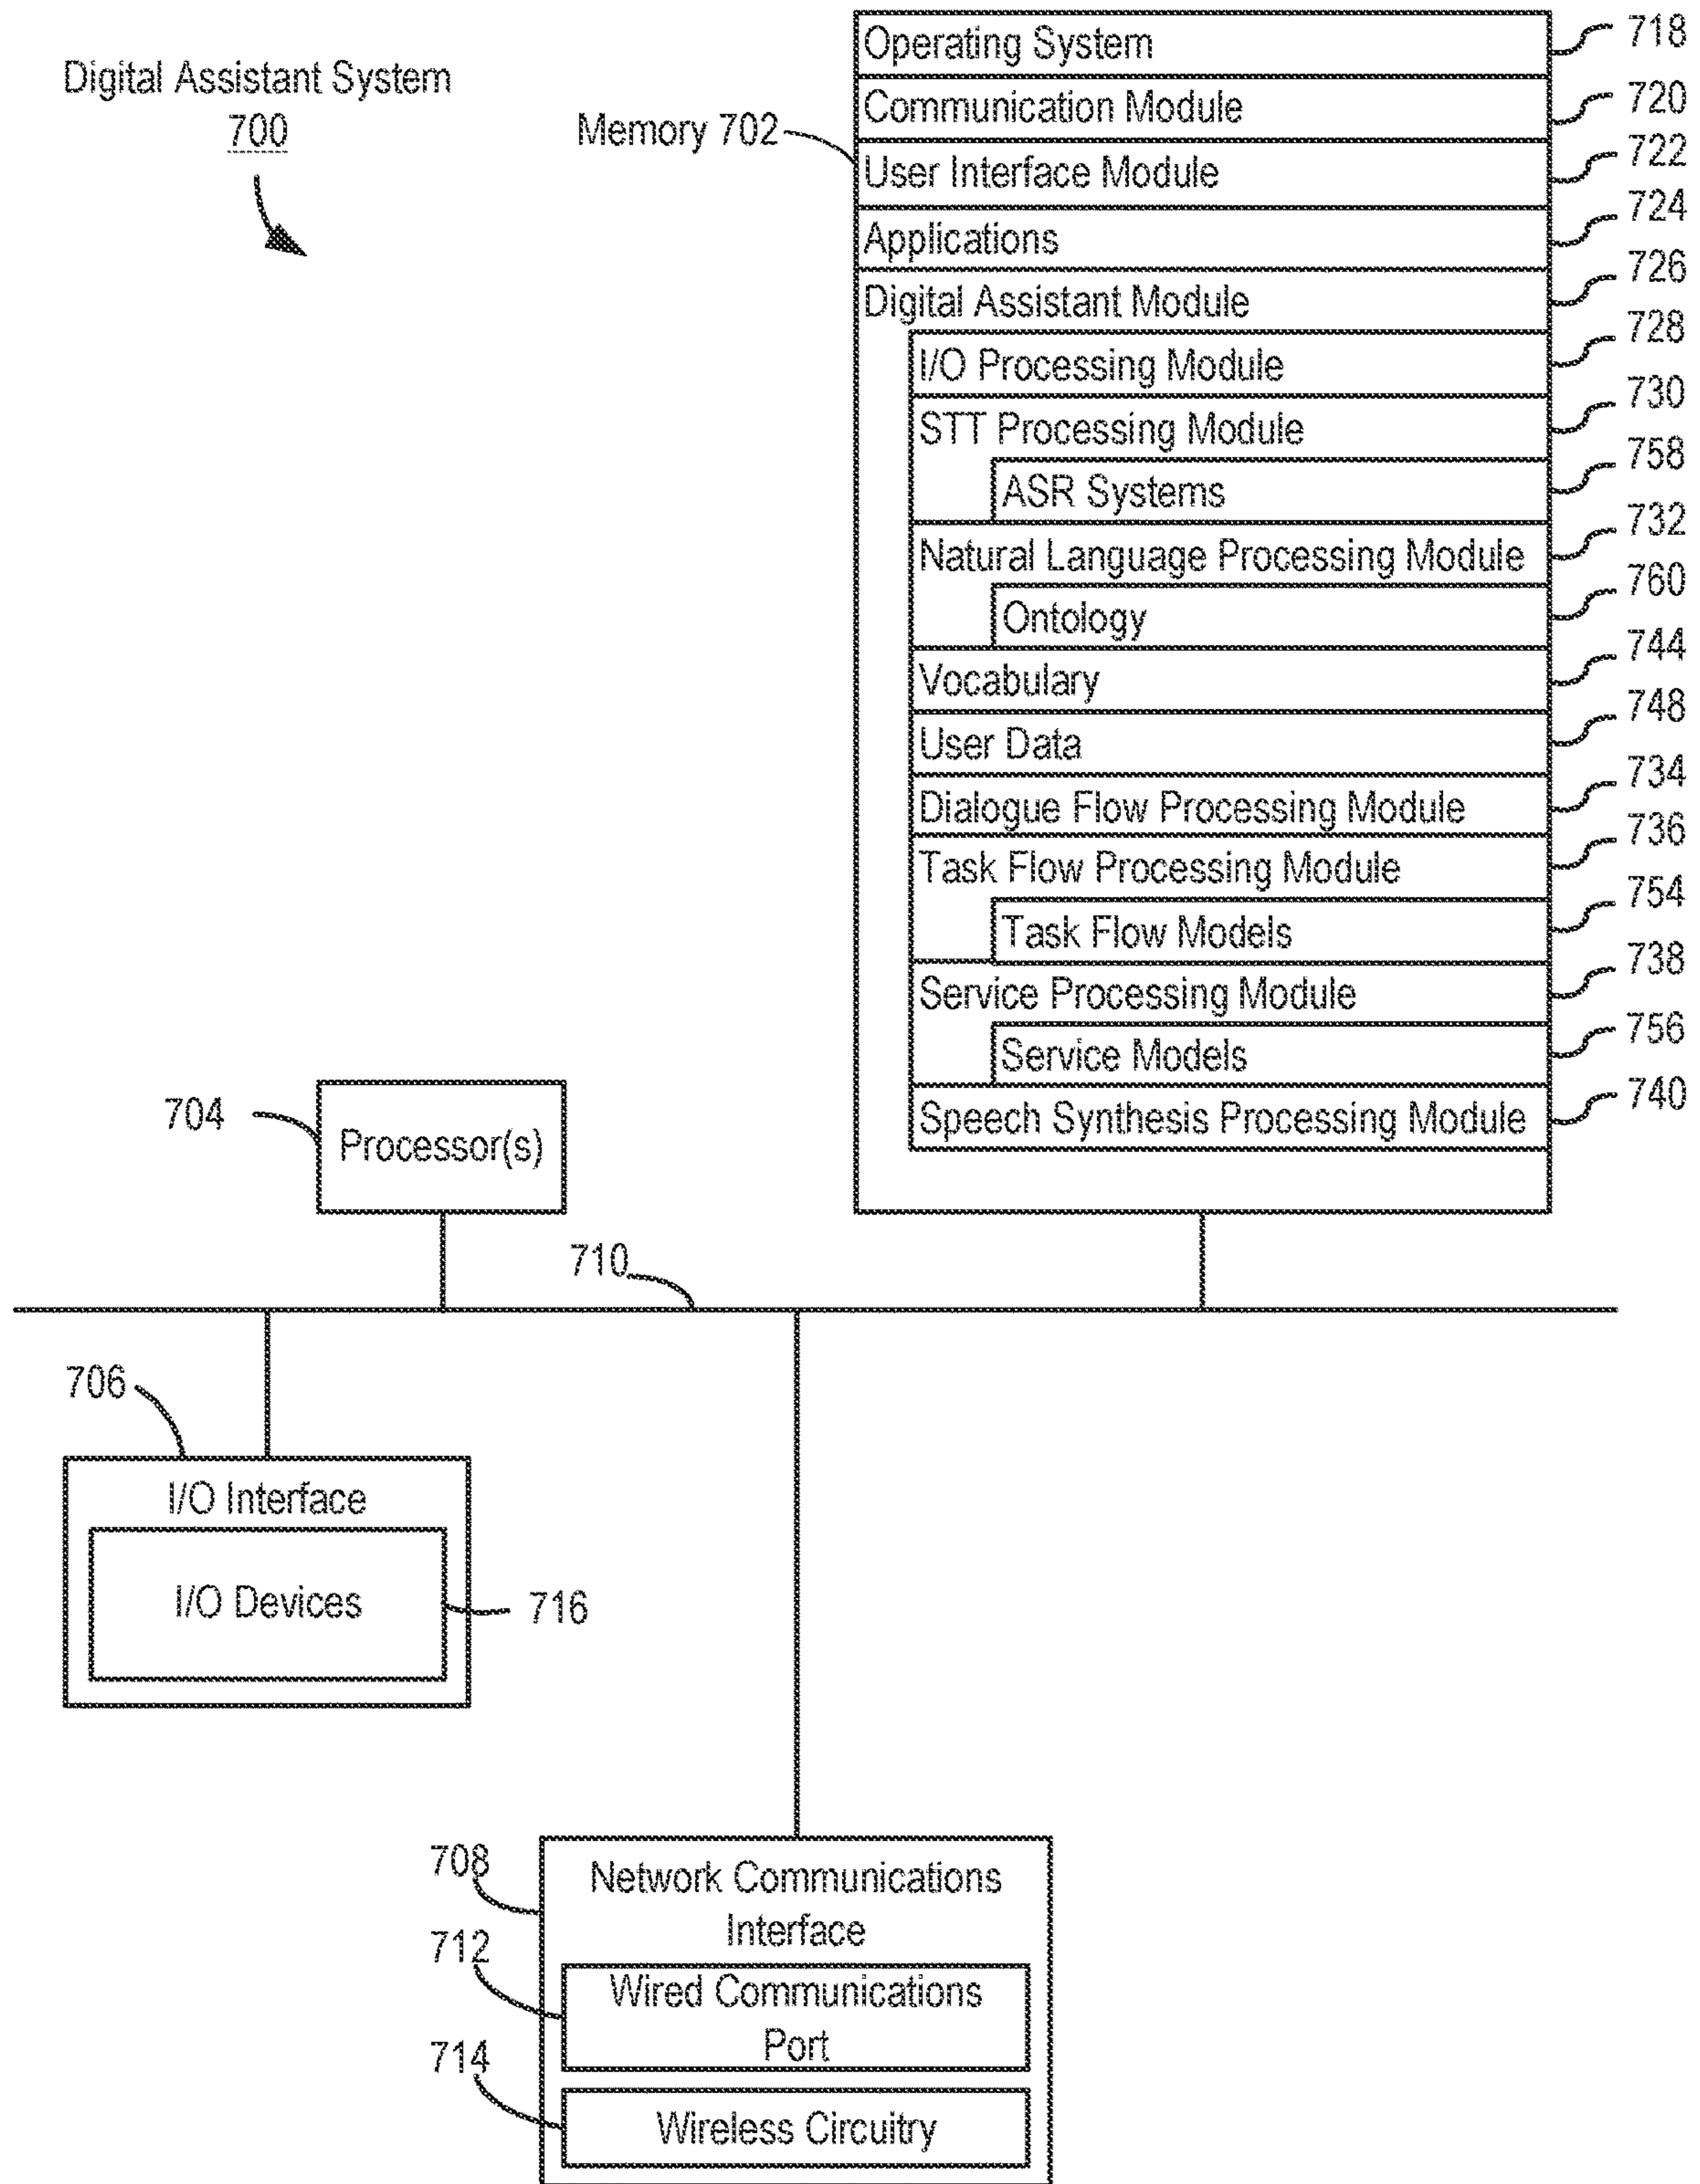 Digital Assistant System
700
Memory 702
Operating System 718
Communication Module 720
User Interface Module 722
Applications 724
Digital Assistant Module 726
I/O Processing Module 728
STT Processing Module 730
ASR Systems 758
Natural Language Processing Module 732
Ontology 760
Vocabulary 744
User Data 748
Dialogue Flow Processing Module 734
Task Flow Processing Module 736
Task Flow Models 754
Service Processing Module 738
Service Models 756
Speech Synthesis Processing Module 740
704
Processor(s)
710
706
I/O Interface
I/O Devices
716
708
Network Communications
Interface
712
Wired Communications
Port
714
Wireless Circuitry